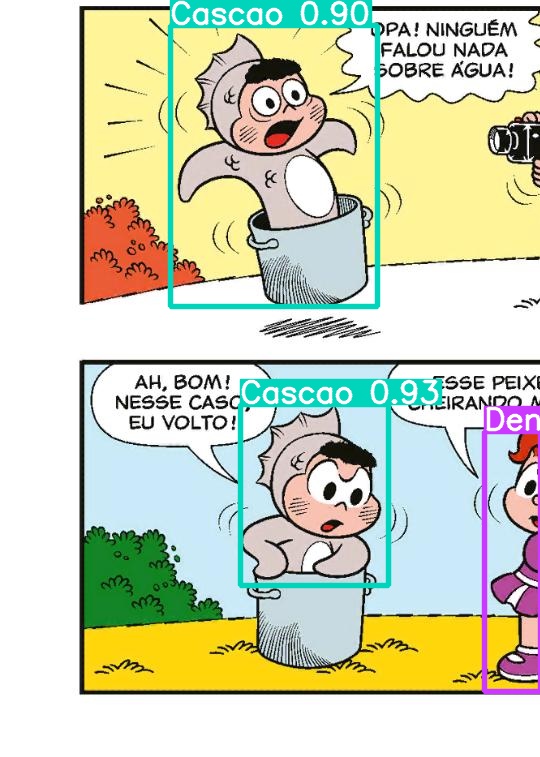 Cascao 0.90
OPA! NINGUÉM
FALOU NADA
SOBRE ÁGUA!
AH, BOM!
NESSE CASO,
EU VOLTO!
Cascao 0.93
ESSE PEIXE
CHEIRANDO
Den